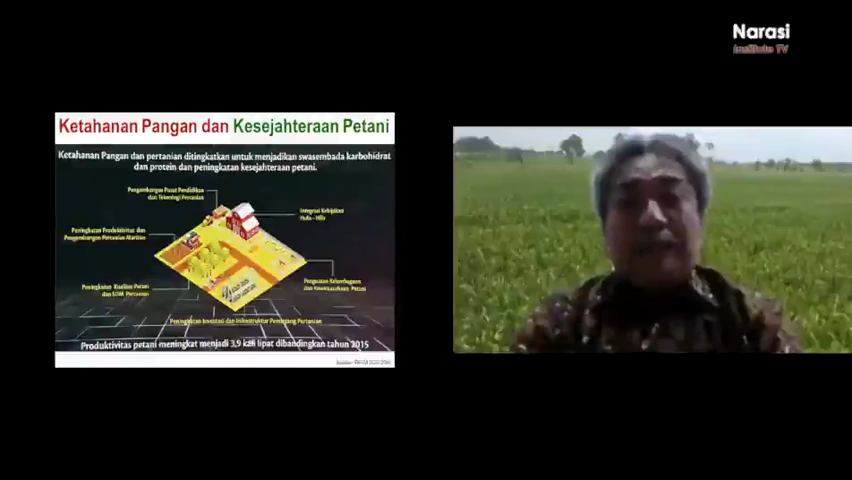 Narasi
Institute TV
Ketahanan Pangan dan Kesejahteraan Petani
Ketahanan Pangan dan pertanian ditingkatkan untuk menjadikan swasembada karbohidrat
dan protein dan peningkatan kesejahteraan petani.
Pengembangan Pusat Pendidikan
dan Teknologi Pertanian
Integrasi Kebijakan
Hulu - Hilir
Peningkatan Produktivitas dan
Pengembangan Pertanian
Peningkatan Kualitas Petani
dan SDM Pertanian
Penguatan Kelembagaan
dan Kewirausahaan Petani
Peningkatan Investasi dan Infrastruktur Penunjang Pertanian
Produktivitas petani meningkat menjadi 3,9 kali lipat dibandingkan tahun 2015